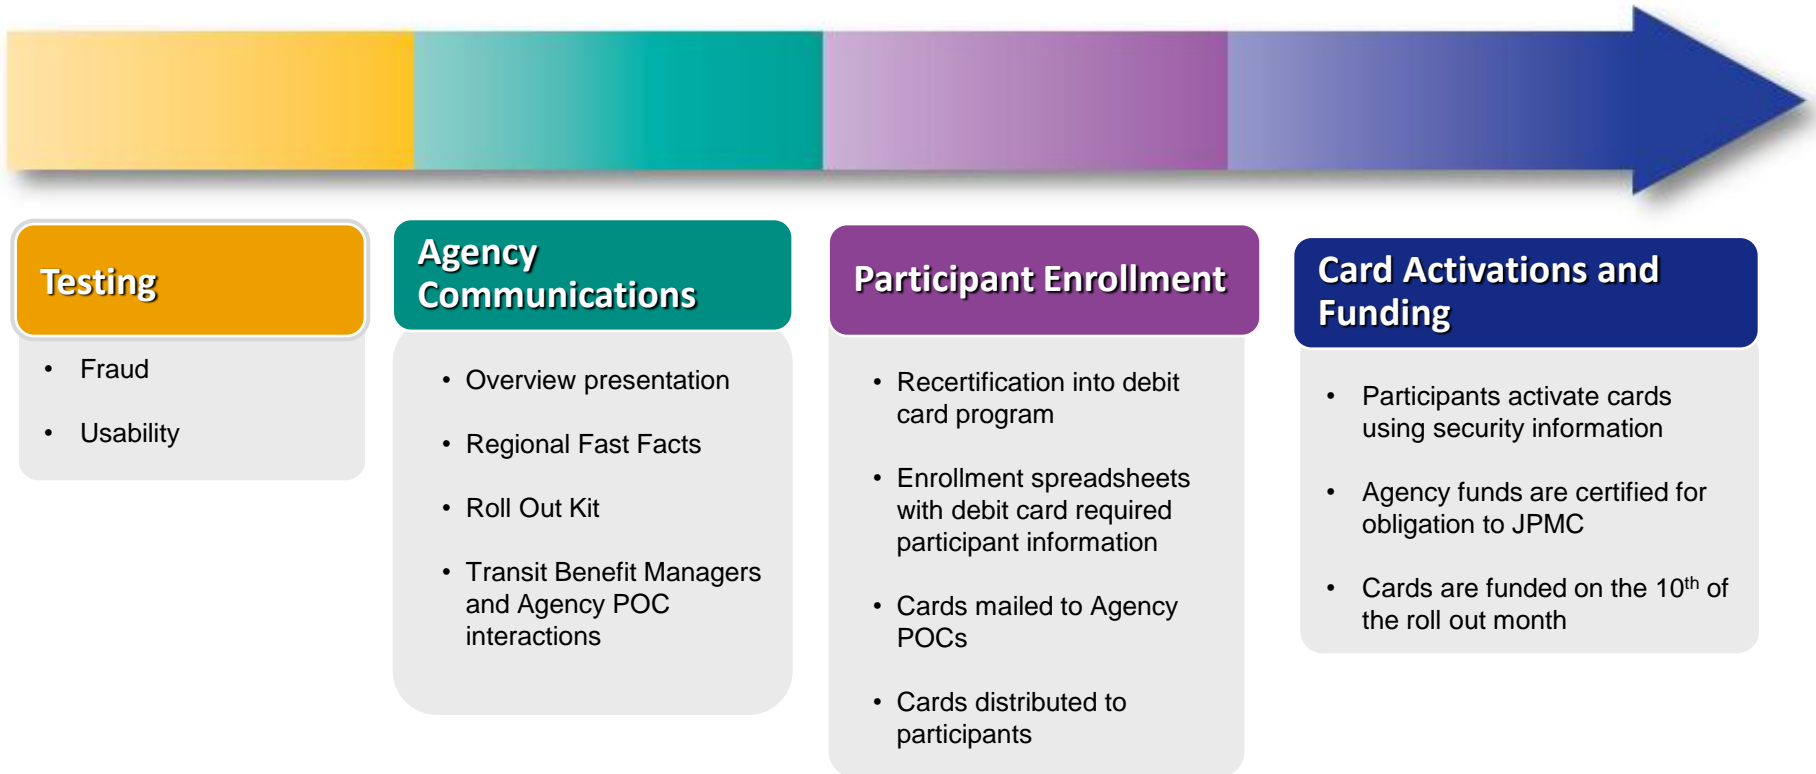 Testing
• Fraud
• Usability
Agency
Communications
• Overview presentation
• Regional Fast Facts
• Roll Out Kit
• Transit Benefit Managers
and Agency POC
interactions
Participant Enrollment
• Recertification into debit
card program
• Enrollment spreadsheets
with debit card required
participant information
• Cards mailed to Agency
POCs
• Cards distributed to
participants
Card Activations and
Funding
• Participants activate cards
using security information
• Agency funds are certified for
obligation to JPMC
• Cards are funded on the 10th of
the roll out month